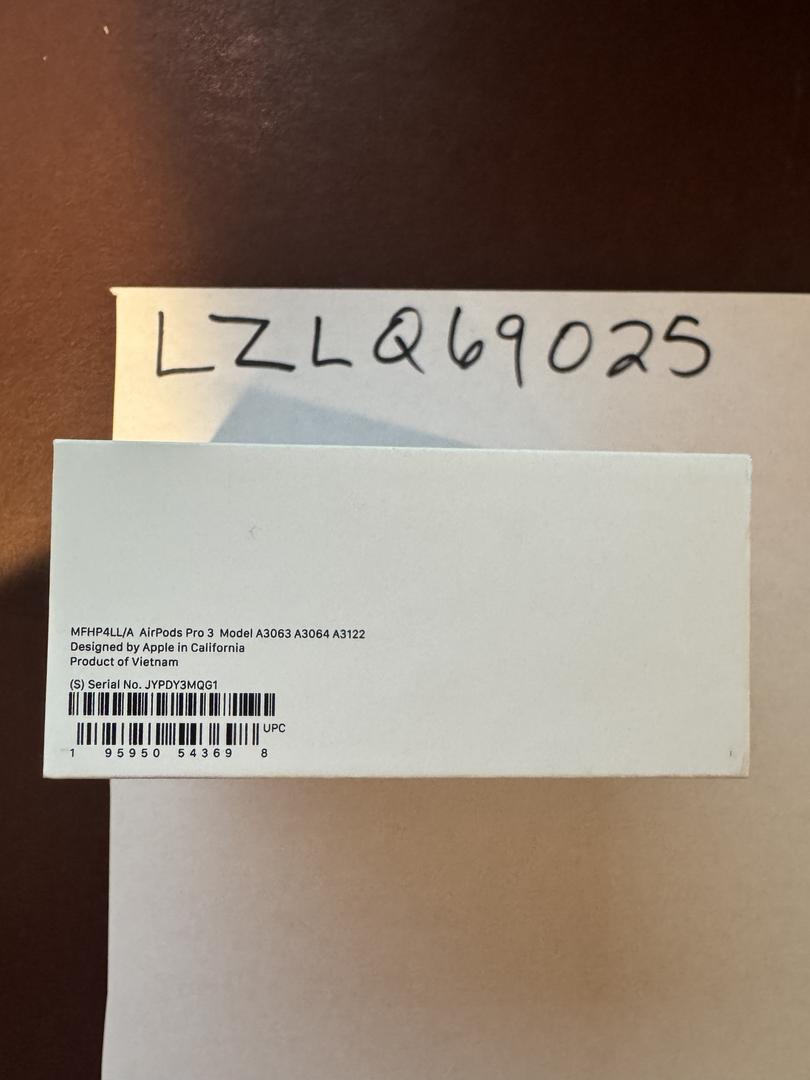 LZLQ69025
MFHP4LL/A AirPods Pro 3 Model A3063 A3064 A3122
Designed by Apple in California
Product of Vietnam
(S) Serial No. JYPDY3MQG1
UPC
1 95950 54369 8